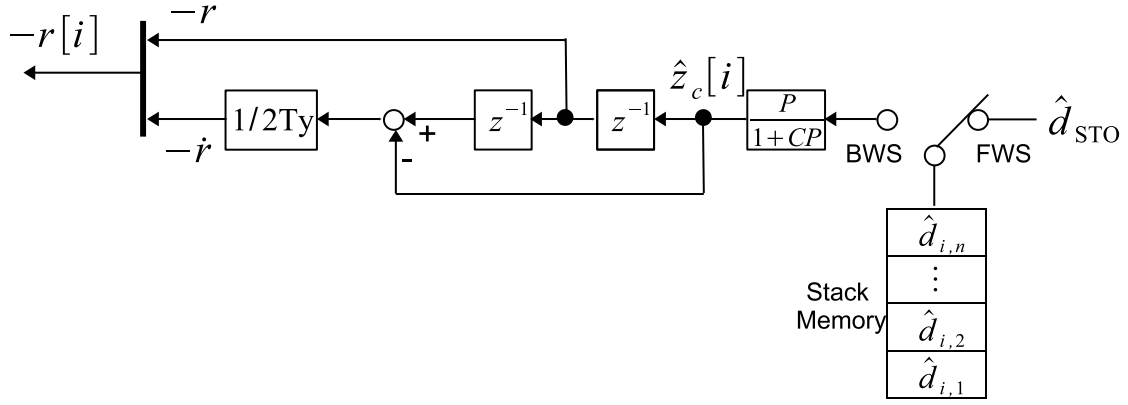 −r
−r[i]
ẑ_c[i]
1/2Ty
z⁻¹
z⁻¹
P
1+CP
d̂_STO
+
-
BWS
FWS
−ṙ
d̂_{i,n}
⋮
Stack
Memory
d̂_{i,2}
d̂_{i,1}